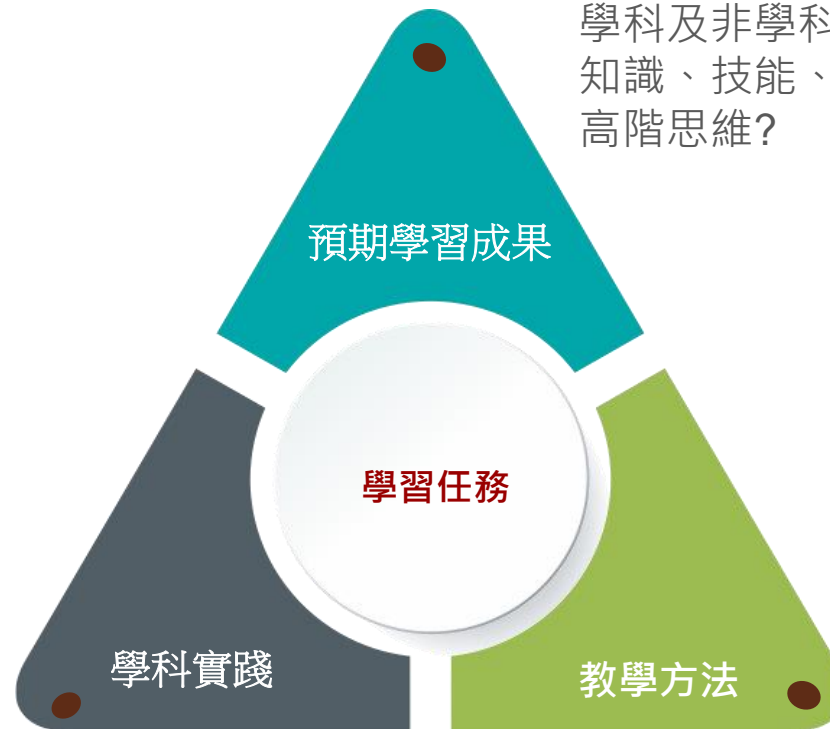 學科及非學科
知識、技能、
高階思維?
預期學習成果
學習任務
學科實踐
教學方法